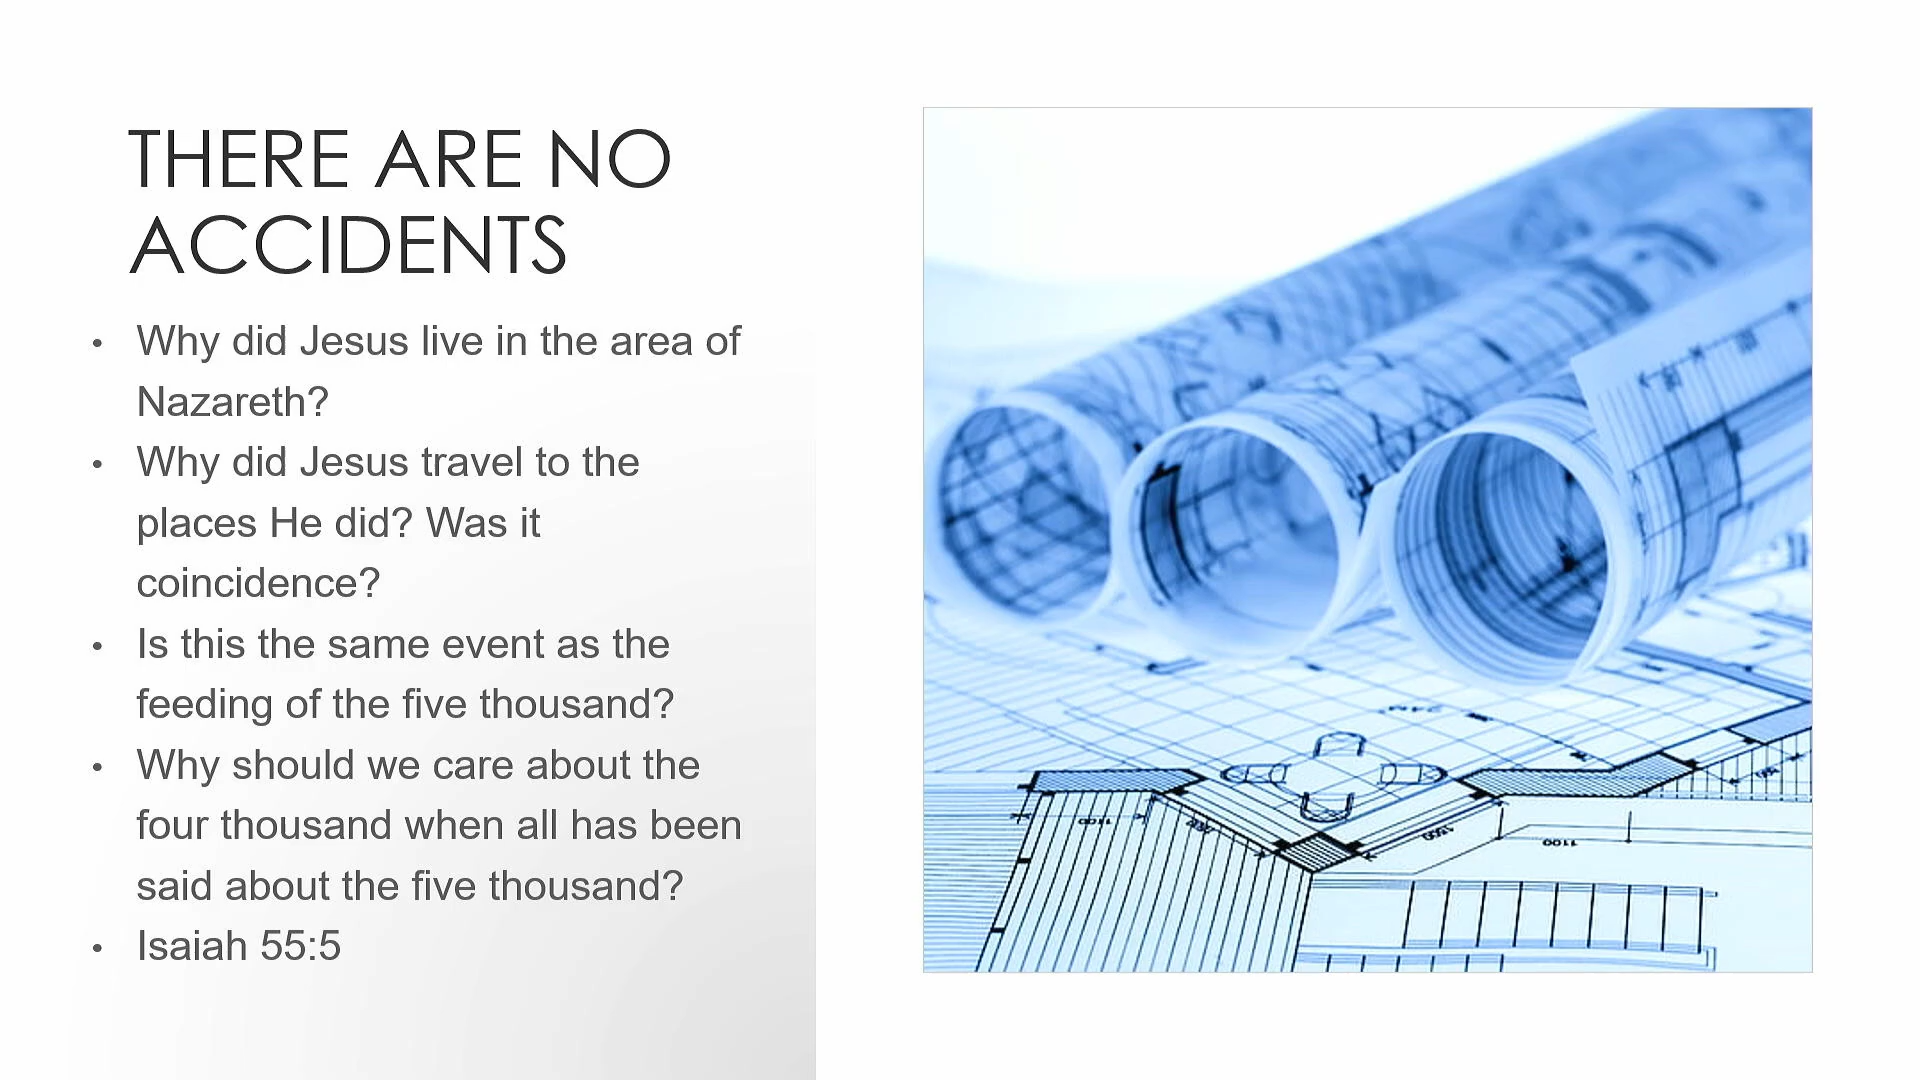 THERE ARE NO
ACCIDENTS
• Why did Jesus live in the area of
Nazareth?
• Why did Jesus travel to the
places He did? Was it
coincidence?
• Is this the same event as the
feeding of the five thousand?
• Why should we care about the
four thousand when all has been
said about the five thousand?
• Isaiah 55:5
1100
1100